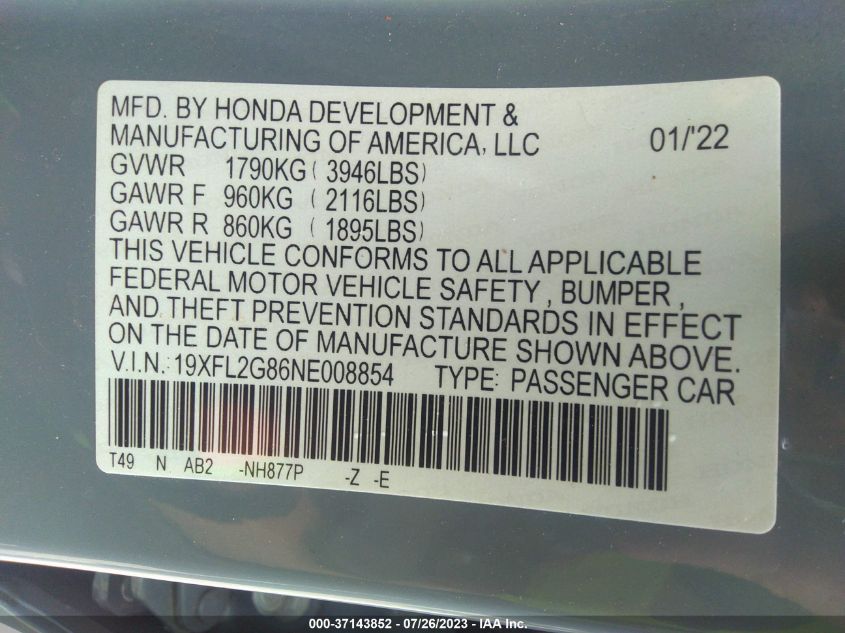 MFD. BY HONDA DEVELOPMENT &
MANUFACTURING OF AMERICA, LLC 01/'22
GVWR 1790KG ( 3946LBS)
GAWR F 960KG ( 2116LBS)
GAWR R 860KG ( 1895LBS)
THIS VEHICLE CONFORMS TO ALL APPLICABLE
FEDERAL MOTOR VEHICLE SAFETY , BUMPER ,
AND THEFT PREVENTION STANDARDS IN EFFECT
ON THE DATE OF MANUFACTURE SHOWN ABOVE.
V.I.N.: 19XFL2G86NE008854 TYPE: PASSENGER CAR
T49 N AB2 -NH877P -Z -E
000-37143852 - 07/26/2023 - IAA Inc.